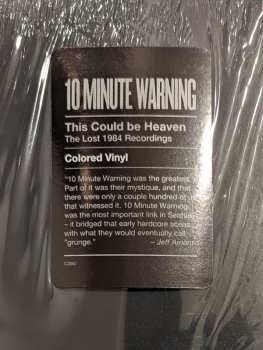 10 MINUTE WARNING
This Could be Heaven
The Lost 1984 Recordings
Colored Vinyl
"10 Minute Warning was the greatest.
Part of it was their mystique, and that
there were only a couple hundred of
that witnessed it. 10 Minute Warning
was the most important link in Seattle
– it bridged that early hardcore scene
with what they would eventually call
"grunge."
– Jeff Ament